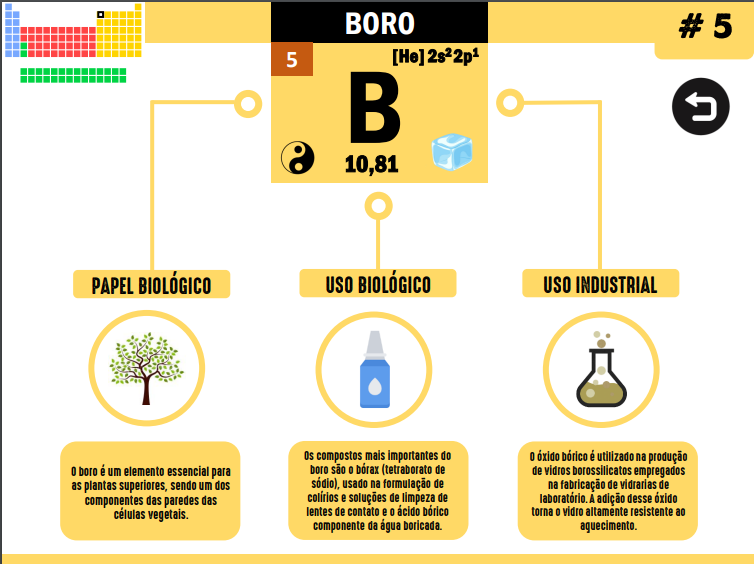 BORO
# 5
5
[He] 2s² 2p¹
B
10,81
PAPEL BIOLÓGICO
USO BIOLÓGICO
USO INDUSTRIAL
O boro é um elemento essencial para
as plantas superiores, sendo um dos
componentes das paredes das
células vegetais.
Os compostos mais importantes do
boro são o bórax (tetraborato de
sódio), usado na formulação de
colírios e soluções de limpeza de
lentes de contato e o ácido bórico
componente da água boricada.
O óxido bórico é utilizado na produção
de vidros borossilicatos empregados
na fabricação de vidrarias de
laboratório. A adição desse óxido
torna o vidro altamente resistente ao
aquecimento.